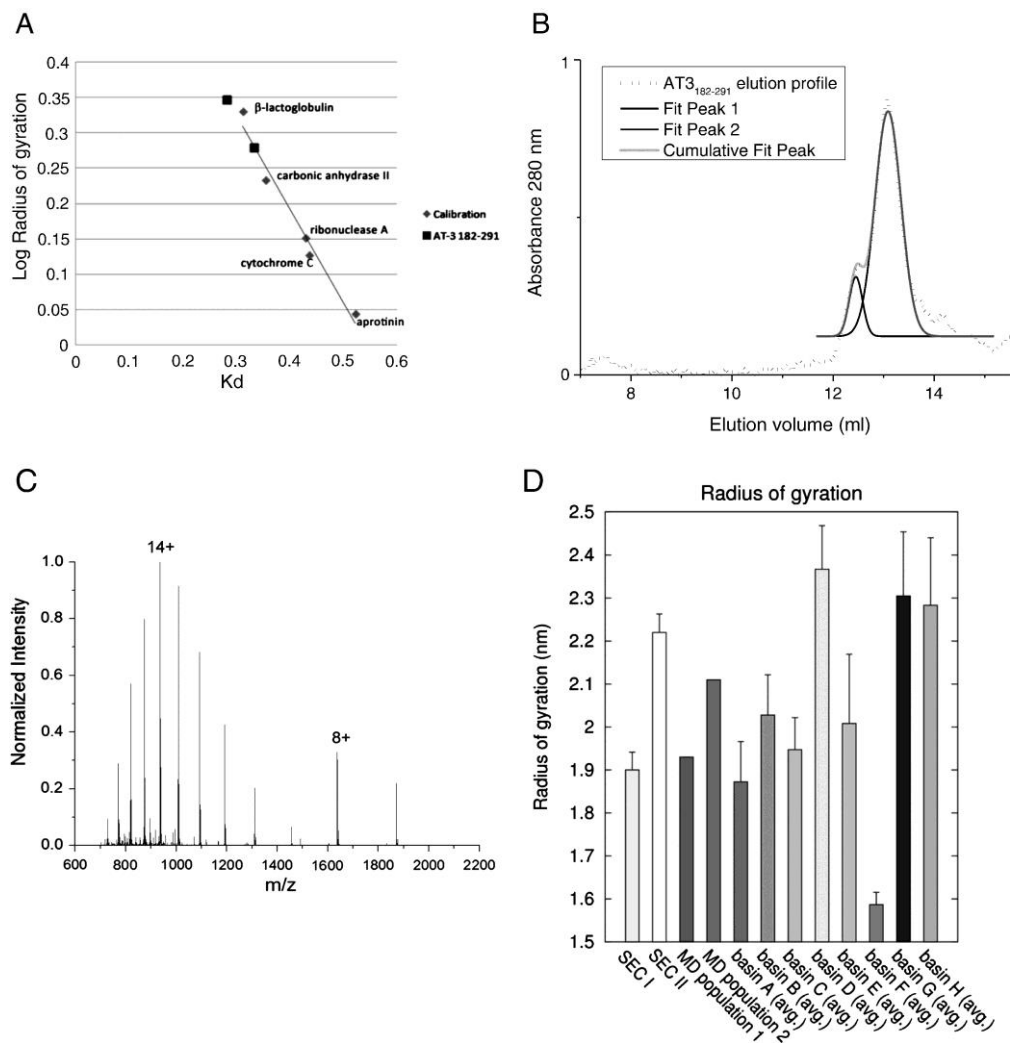 A
0.4
0.35
0.3
0.25
0.2
0.15
0.1
0.05
0
Log Radius of gyration
β-lactoglobulin
carbonic anhydrase II
ribonuclease A
cytochrome C
aprotinin
0 0.1 0.2 0.3 0.4 0.5 0.6
Kd
Calibration
AT-3 182-291
B
1
0
Absorbance 280 nm
AT3182-291 elution profile
Fit Peak 1
Fit Peak 2
Cumulative Fit Peak
8 10 12 14
Elution volume (ml)
C
14+
8+
1.0
0.8
0.6
0.4
0.2
0.0
Normalized Intensity
600 800 1000 1200 1400 1600 1800 2000 2200
m/z
D
Radius of gyration
2.5
2.4
2.3
2.2
2.1
2
1.9
1.8
1.7
1.6
1.5
Radius of gyration (nm)
SEC I
SEC II
MD population 1
MD population 2
basin A (avg.)
basin B (avg.)
basin C (avg.)
basin D (avg.)
basin E (avg.)
basin F (avg.)
basin G (avg.)
basin H (avg.)